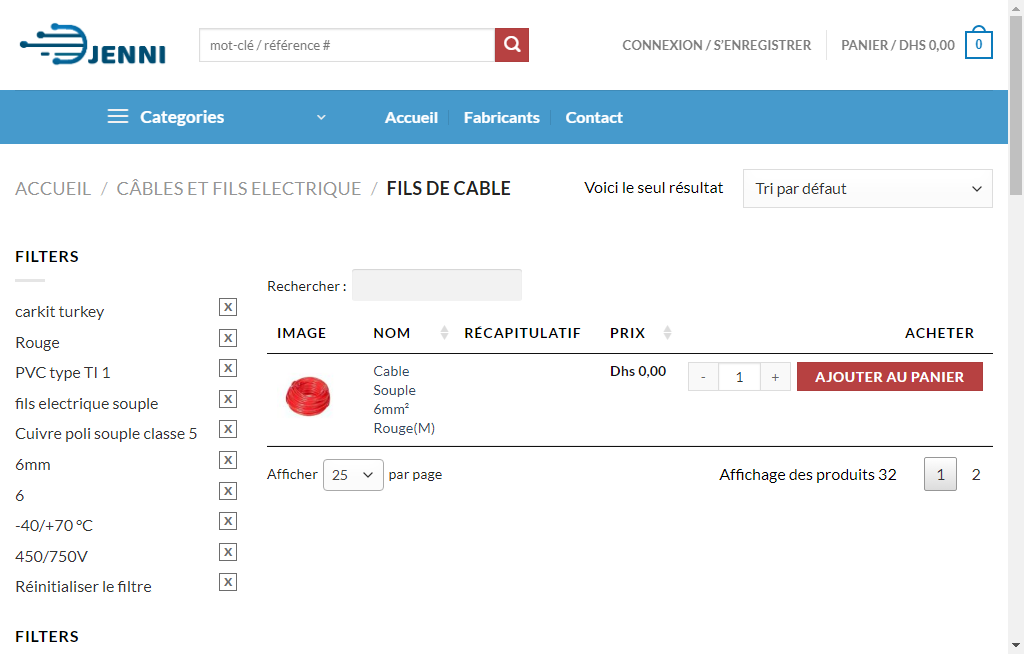 JENNI
mot-clé / référence #
CONNEXION / S'ENREGISTRER
PANIER / DHS 0,00
0
Categories
Accueil
Fabricants
Contact
ACCUEIL / CÂBLES ET FILS ELECTRIQUE / FILS DE CABLE
Voici le seul résultat
Tri par défaut
FILTERS
carkit turkey X
Rouge X
PVC type TI 1 X
fils electrique souple X
Cuivre poli souple classe 5 X
6mm X
6 X
-40/+70 °C X
450/750V X
Réinitialiser le filtre X
FILTERS
Rechercher :
IMAGE NOM RÉCAPITULATIF PRIX ACHETER
Cable
Souple
6mm²
Rouge(M)
Dhs 0,00
- 1 +
AJOUTER AU PANIER
Afficher 25 par page
Affichage des produits 32
1 2